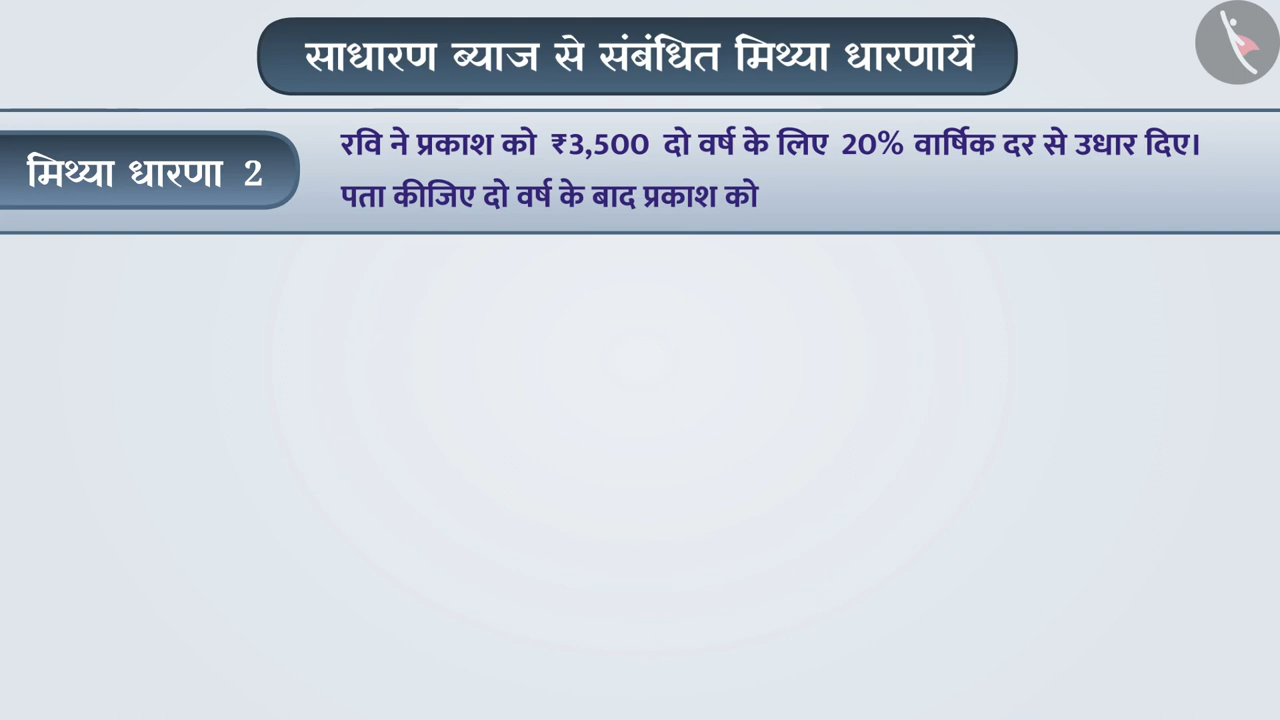 साधारण ब्याज से संबंधित मिथ्या धारणायें
मिथ्या धारणा 2
रवि ने प्रकाश को ₹3,500 दो वर्ष के लिए 20% वार्षिक दर से उधार दिए।
पता कीजिए दो वर्ष के बाद प्रकाश को